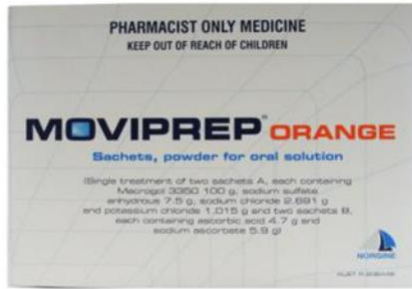 PHARMACIST ONLY MEDICINE
KEEP OUT OF REACH OF CHILDREN
MOVIPREP® ORANGE
Sachets, powder for oral solution
(Single treatment of two sachets A, each containing
Macrogol 3350 100 g, sodium sulfate
anhydrous 7.5 g, sodium chloride 2.691 g
and potassium chloride 1.015 g and two sachets B,
each containing ascorbic acid 4.7 g and
sodium ascorbate 5.9 g)
NORGINE
AUST R